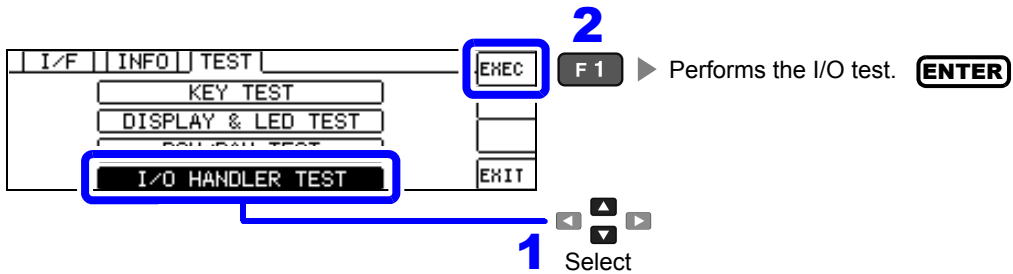 2
I/F INFO TEST EXEC F1 Performs the I/O test. ENTER
KEY TEST
DISPLAY & LED TEST
I/O HANDLER TEST EXIT
1 Select